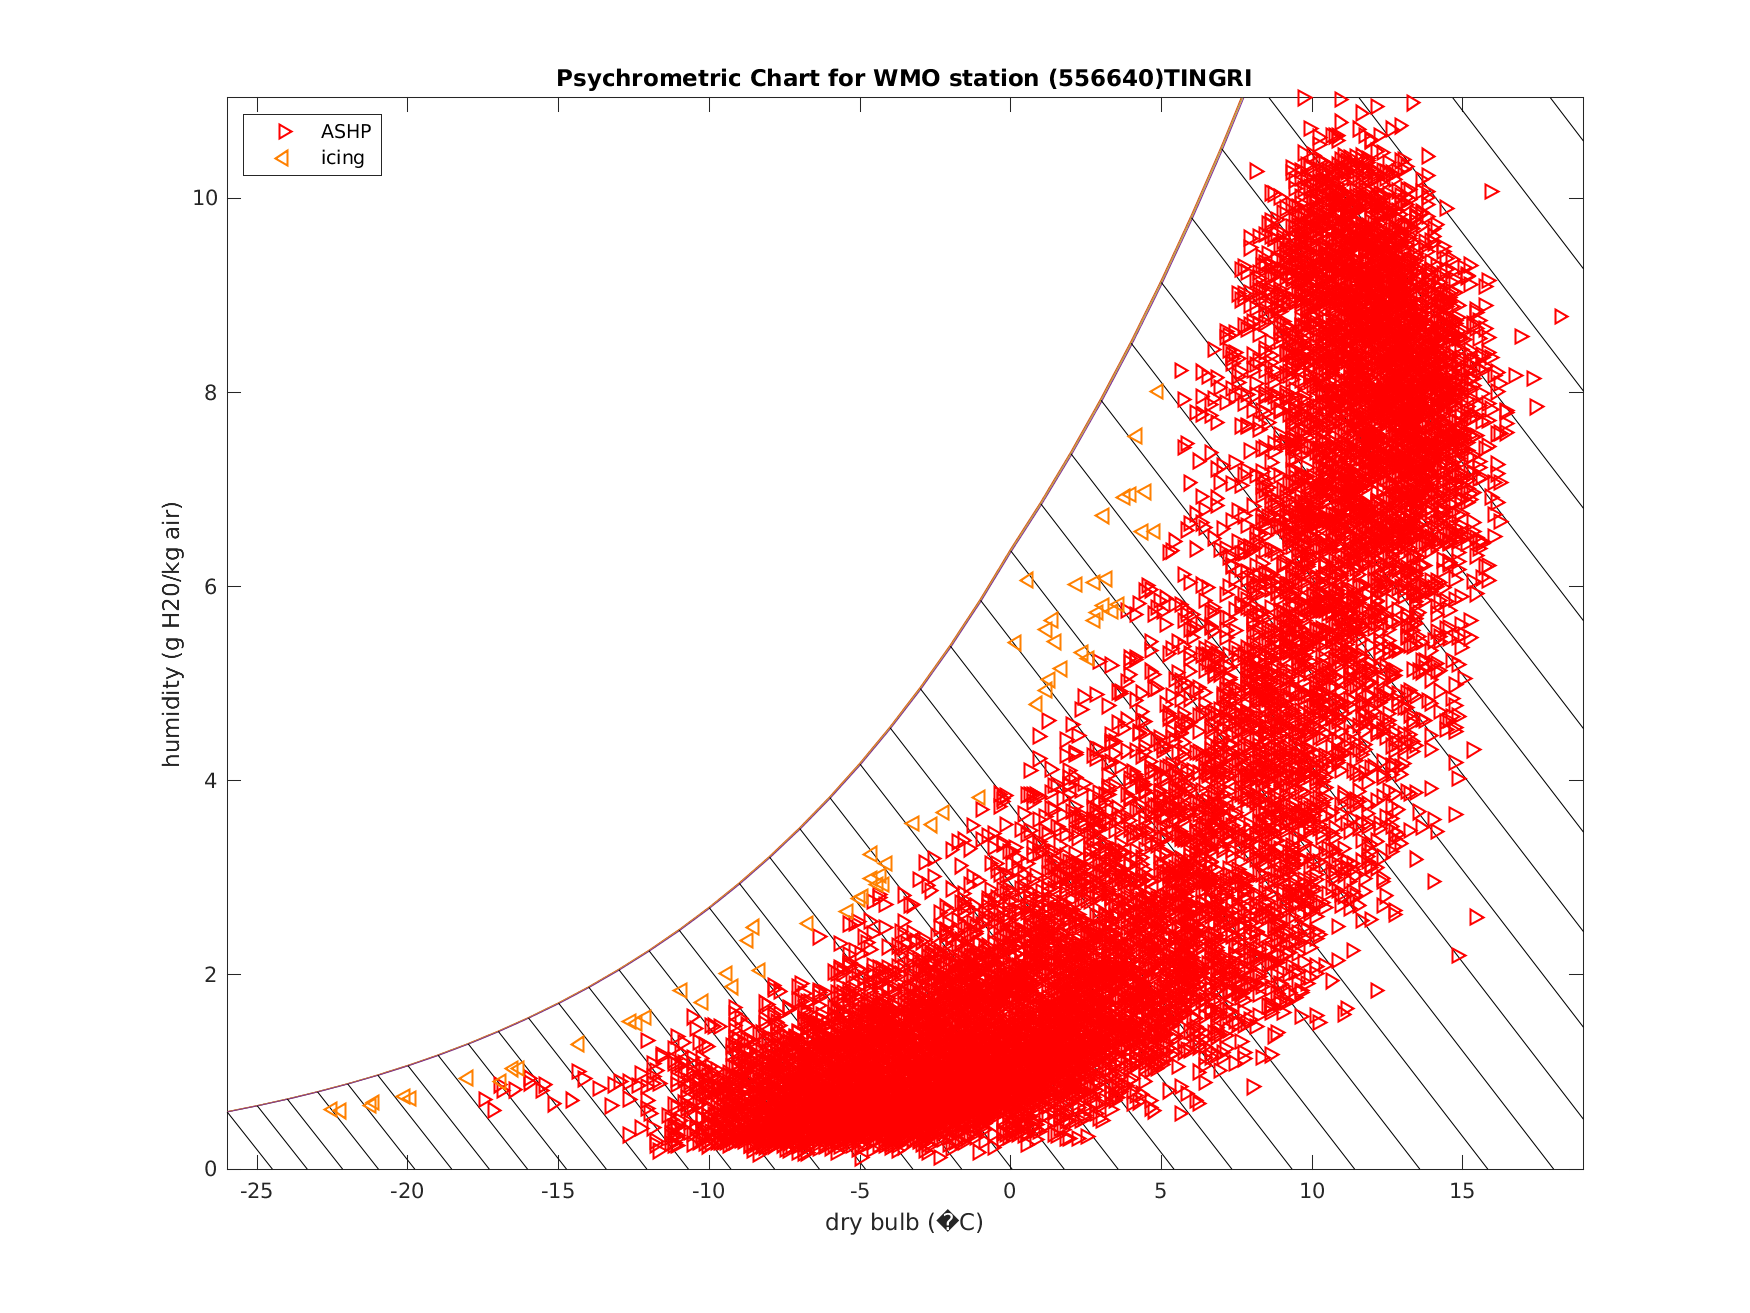 Psychrometric Chart for WMO station (556640)TINGRI
ASHP
icing
humidity (g H20/kg air)
10
8
6
4
2
0
-25 -20 -15 -10 -5 0 5 10 15
dry bulb (�C)